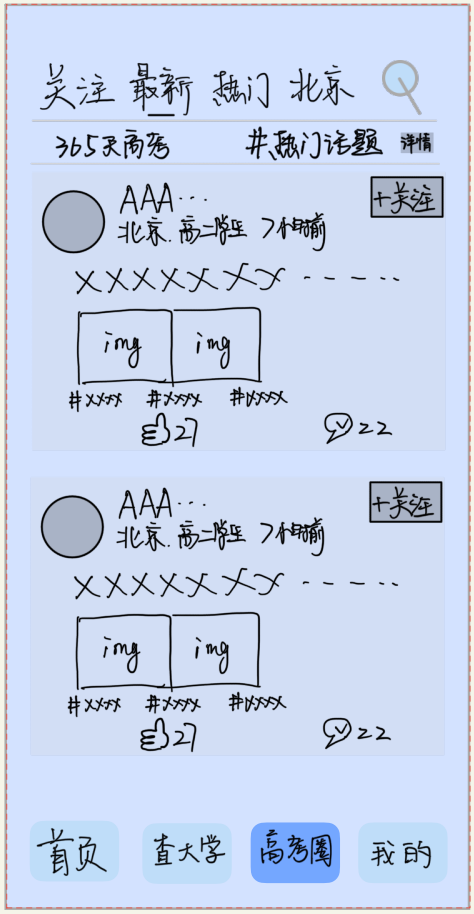 关注 最新 热门 北京
365天高考 #热门话题 详情
AAA... +关注
北京.高二学生 7小时前
XXXXXXXX -----
img img
#xxxx #xxxx #xxxx
27 22
AAA... +关注
北京.高二学生 7小时前
XXXXXXXX -----
img img
#xxxx #xxxx #xxxx
27 22
首页 查大学 高考圈 我的